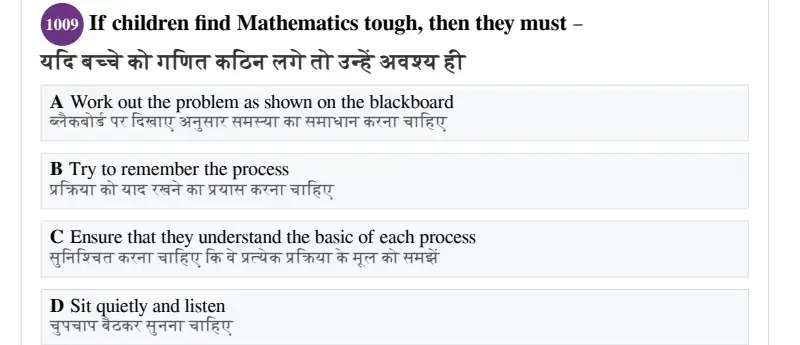 1009 If children find Mathematics tough, then they must –
यदि बच्चे को गणित कठिन लगे तो उन्हें अवश्य ही
A Work out the problem as shown on the blackboard
ब्लैकबोर्ड पर दिखाए अनुसार समस्या का समाधान करना चाहिए
B Try to remember the process
प्रक्रिया को याद रखने का प्रयास करना चाहिए
C Ensure that they understand the basic of each process
सुनिश्चित करना चाहिए कि वे प्रत्येक प्रक्रिया के मूल को समझें
D Sit quietly and listen
चुपचाप बैठकर सुनना चाहिए